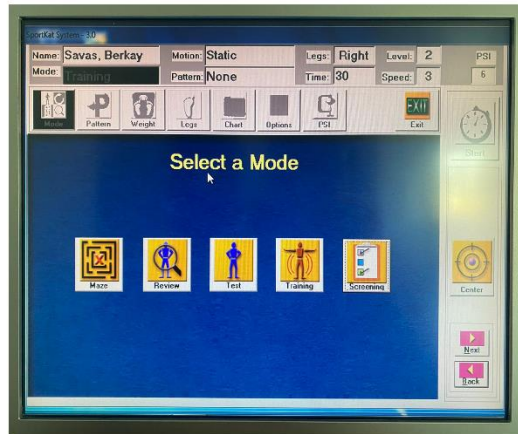 SportKat System - 3.0
Name: Savas, Berkay Motion: Static Legs: Right Level: 2 PSI
Mode: Training Pattern: None Time: 30 Speed: 3 6
Mode Pattern Weight Legs Chart Options PSI EXIT Exit Start
Select a Mode
Maze Review Test Training Screening Center
Next
Back